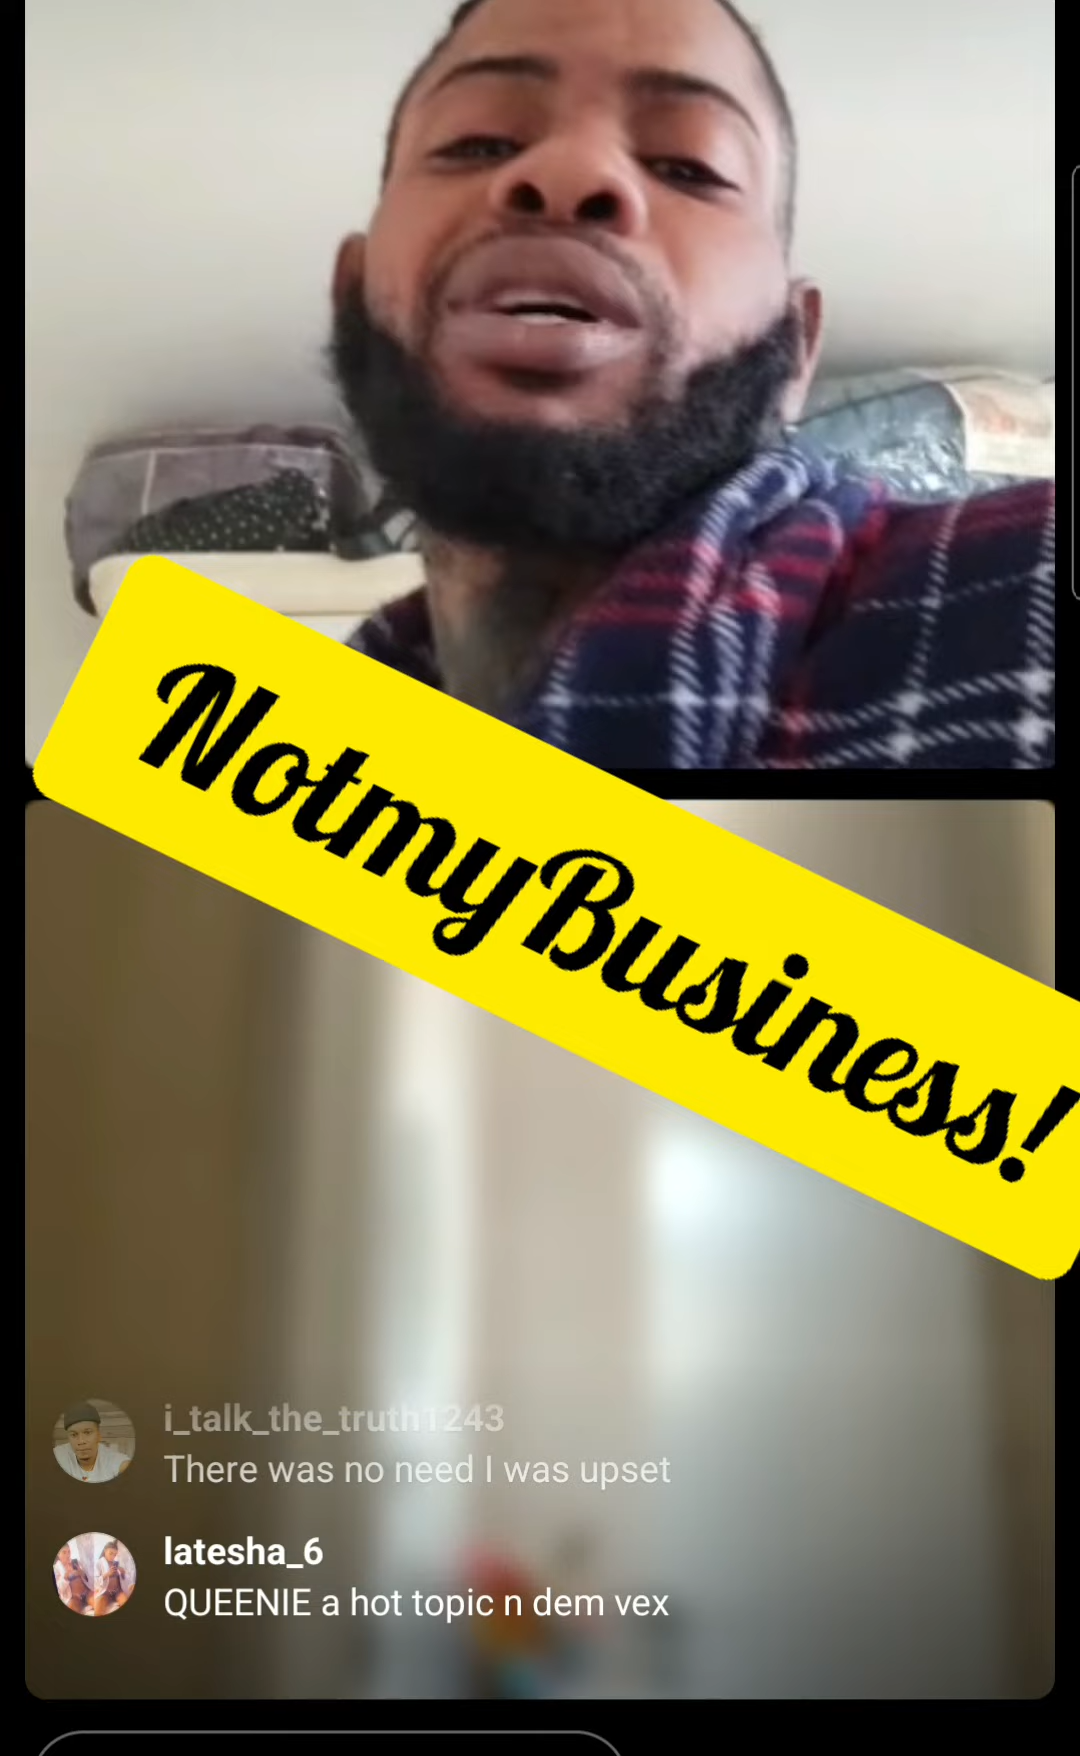 NotmyBusiness!
i_talk_the_truth1243
There was no need I was upset
latesha_6
QUEENIE a hot topic n dem vex